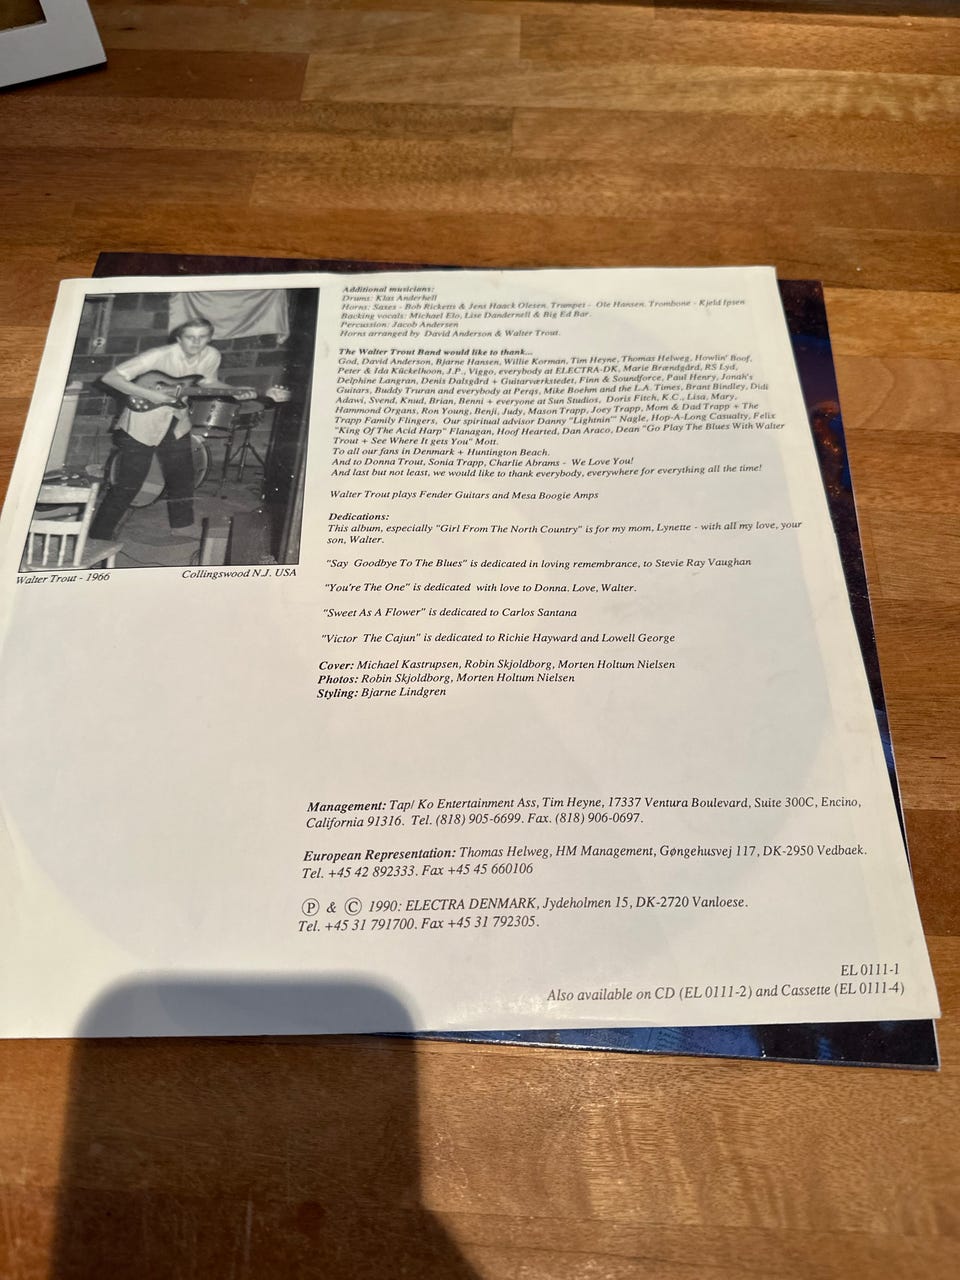 Walter Trout - 1966
Collingswood N.J. USA
Additional musicians:
Drums: Klas Anderhell
Horns: Saxes - Bob Ricketts & Jens Haack Olesen, Trumpet - Ole Hansen, Trombone - Kjeld Ipsen
Backing vocals: Michael Elo, Lise Dandernell & Big Ed Bar.
Percussion: Jacob Andersen
Horns arranged by David Anderson & Walter Trout.
The Walter Trout Band would like to thank...
God, David Anderson, Bjarne Hansen, Willie Korman, Tim Heyne, Thomas Helweg, Howlin' Boof,
Peter & Ida Kückelhoon, J.P., Viggo, everybody at ELECTRA-DK, Marie Brændgård, RS Lyd,
Delphine Langran, Denis Dalsgård + Guitarværkstedet, Finn & Soundforce, Paul Henry, Jonah's
Guitars, Buddy Truran and everybody at Perqs, Mike Boehm and the L.A. Times, Brant Bindley, Didi
Adawi, Svend, Knud, Brian, Benni + everyone at Sun Studios, Doris Fitch, K.C., Lisa, Mary,
Hammond Organs, Ron Young, Benji, Judy, Mason Trapp, Joey Trapp, Mom & Dad Trapp + The
Trapp Family Flingers, Our spiritual advisor Danny "Lightnin'" Nagle, Hop-A-Long Casualty, Felix
"King Of The Acid Harp" Flanagan, Hoof Hearted, Dan Araco, Dean "Go Play The Blues With Walter
Trout + See Where It gets You" Mott.
To all our fans in Denmark + Huntington Beach.
And to Donna Trout, Sonia Trapp, Charlie Abrams - We Love You!
And last but not least, we would like to thank everybody, everywhere for everything all the time!
Walter Trout plays Fender Guitars and Mesa Boogie Amps
Dedications:
This album, especially "Girl From The North Country" is for my mom, Lynette - with all my love, your
son, Walter.
"Say Goodbye To The Blues" is dedicated in loving remembrance, to Stevie Ray Vaughan
"You're The One" is dedicated with love to Donna. Love, Walter.
"Sweet As A Flower" is dedicated to Carlos Santana
"Victor The Cajun" is dedicated to Richie Hayward and Lowell George
Cover: Michael Kastrupsen, Robin Skjoldborg, Morten Holtum Nielsen
Photos: Robin Skjoldborg, Morten Holtum Nielsen
Styling: Bjarne Lindgren
Management: Tap/ Ko Entertainment Ass, Tim Heyne, 17337 Ventura Boulevard, Suite 300C, Encino,
California 91316. Tel. (818) 905-6699. Fax. (818) 906-0697.
European Representation: Thomas Helweg, HM Management, Gøngehusvej 117, DK-2950 Vedbaek.
Tel. +45 42 892333. Fax +45 45 660106
Ⓟ & Ⓒ 1990: ELECTRA DENMARK, Jydeholmen 15, DK-2720 Vanloese.
Tel. +45 31 791700. Fax +45 31 792305.
EL 0111-1
Also available on CD (EL 0111-2) and Cassette (EL 0111-4)